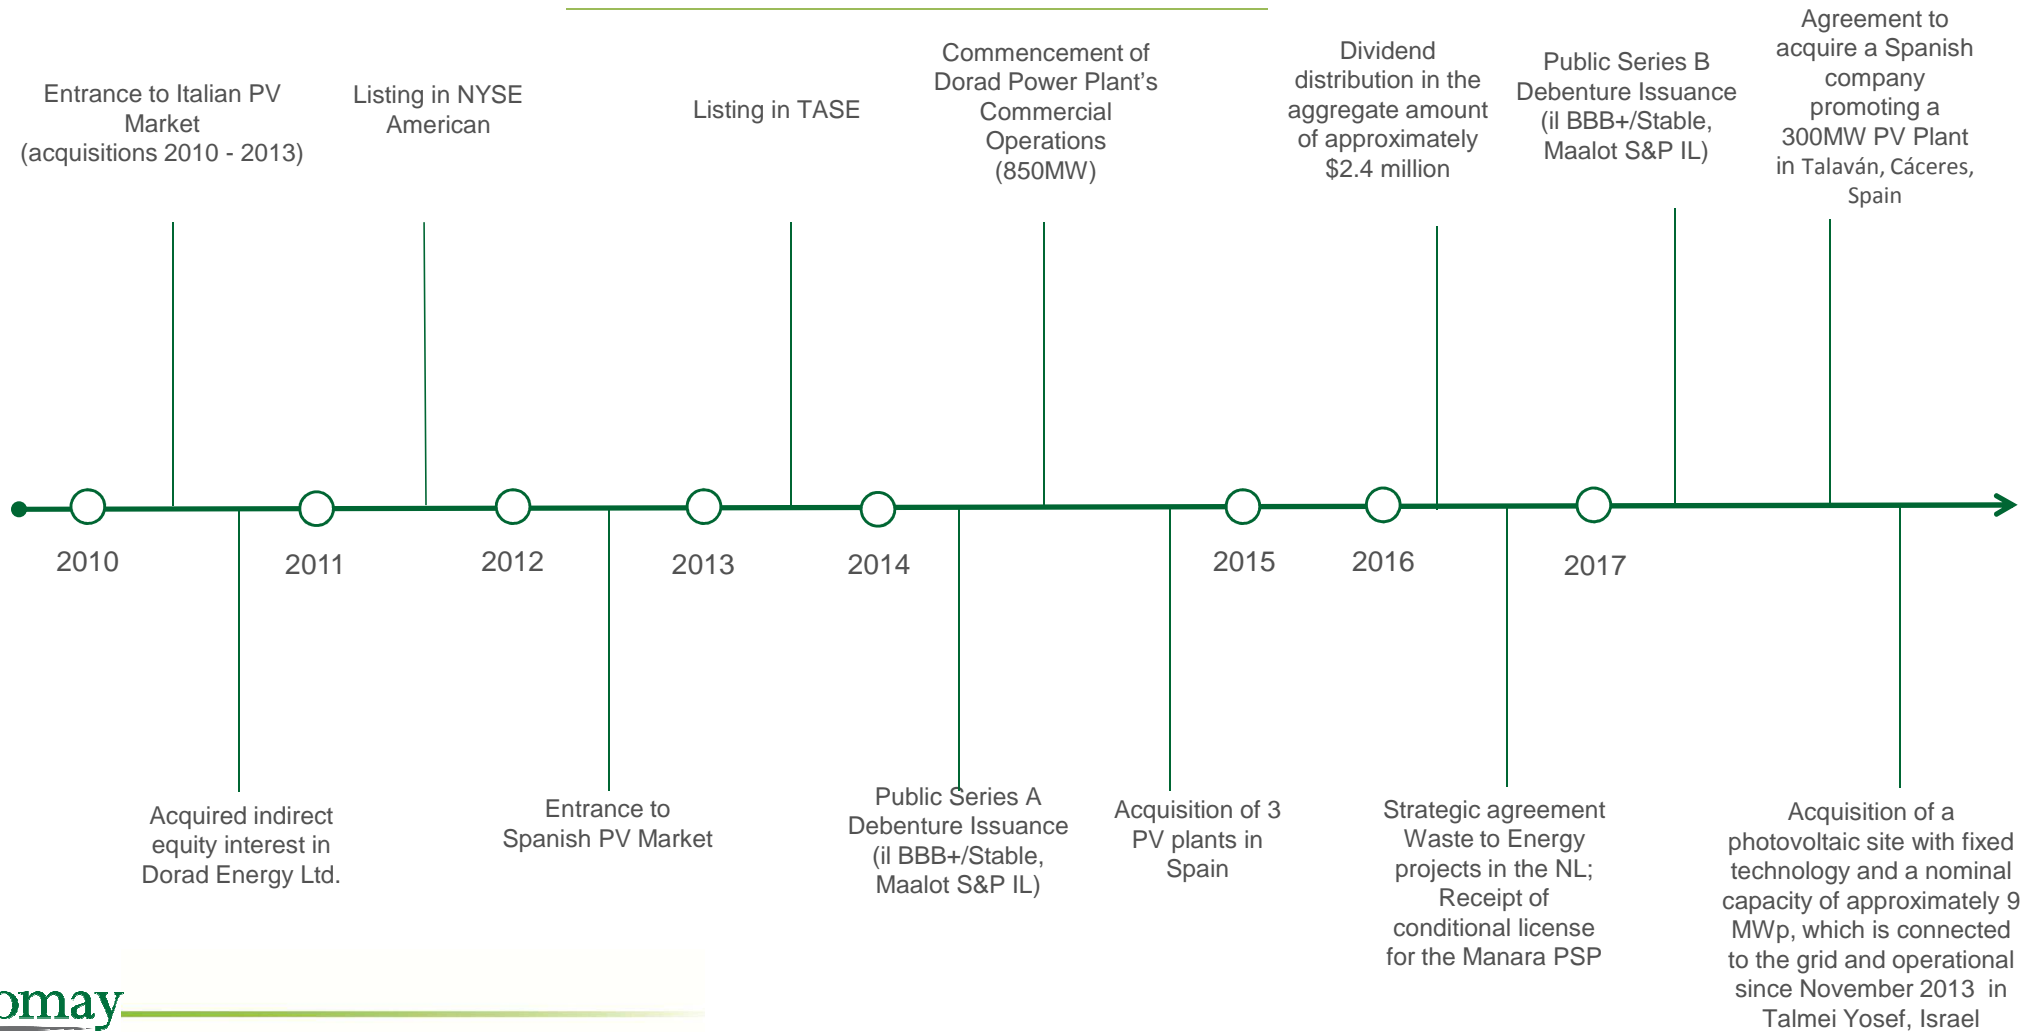 Entrance to Italian PV
Market
(acquisitions 2010 - 2013)
Listing in NYSE
American
Listing in TASE
Commencement of
Dorad Power Plant's
Commercial
Operations
(850MW)
Dividend
distribution in the
aggregate amount
of approximately
$2.4 million
Public Series B
Debenture Issuance
(il BBB+/Stable,
Maalot S&P IL)
Agreement to
acquire a Spanish
company
promoting a
300MW PV Plant
in Talaván, Cáceres,
Spain
2010
2011
2012
2013
2014
2015
2016
2017
Acquired indirect
equity interest in
Dorad Energy Ltd.
Entrance to
Spanish PV Market
Public Series A
Debenture Issuance
(il BBB+/Stable,
Maalot S&P IL)
Acquisition of 3
PV plants in
Spain
Strategic agreement
Waste to Energy
projects in the NL;
Receipt of
conditional license
for the Manara PSP
Acquisition of a
photovoltaic site with fixed
technology and a nominal
capacity of approximately 9
MWp, which is connected
to the grid and operational
since November 2013  in
Talmei Yosef, Israel
omay